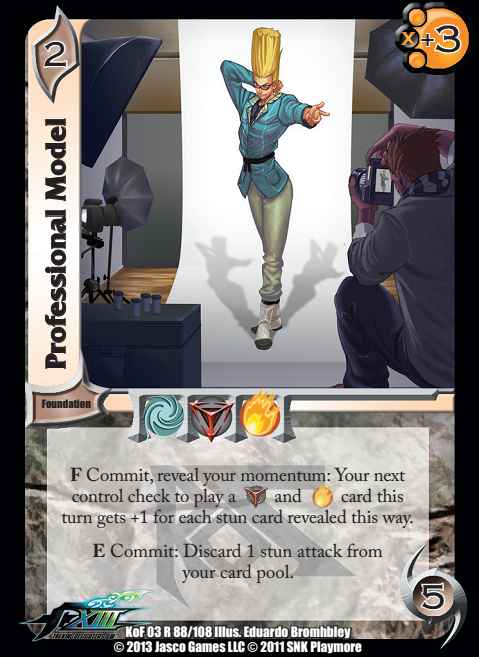 2
+3
Professional Model
Foundation
F Commit, reveal your momentum: Your next
control check to play a and card this
turn gets +1 for each stun card revealed this way.
E Commit: Discard 1 stun attack from
your card pool.
5
XIII
KoF 03 R 88/108 Illus. Eduardo Bromhbley
© 2013 Jasco Games LLC © 2011 SNK Playmore